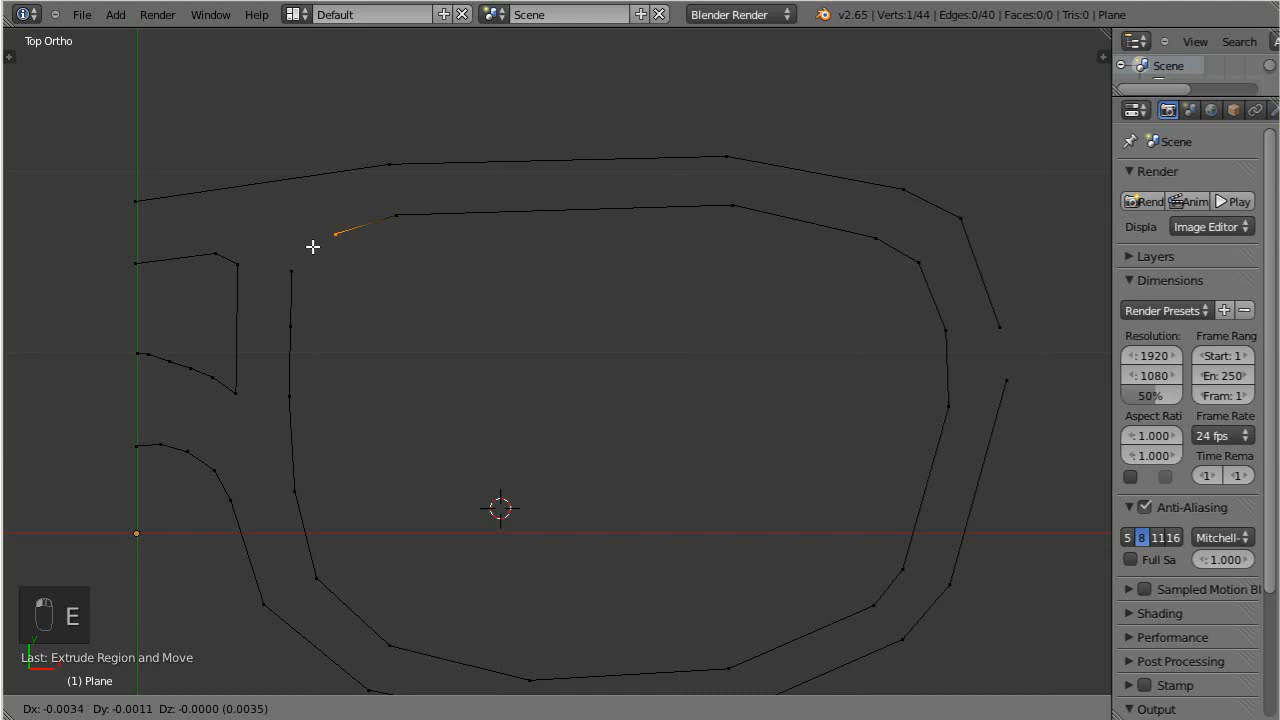 File Add Render Window Help Default Scene Blender Render v2.65 | Verts:1/44 | Edges:0/40 | Faces:0/0 | Tris:0 | Plane
Top Ortho
View Search
Scene
Scene
Render
Rend Anim Play
Displa Image Editor
Layers
Dimensions
Render Presets
Resolution: Frame Rang
: 1920 Start: 1
: 1080 En: 250
50% Fram: 1
Aspect Rati Frame Rate
: 1.000 24 fps
: 1.000 Time Rema
1 1
Anti-Aliasing
5 8 11 16 Mitchell-
Full Sa : 1.000
Sampled Motion Bl
Shading
Performance
Post Processing
Stamp
Output
E
y
Last: Extrude Region and Move
(1) Plane
Dx: -0.0034 Dy: -0.0011 Dz: -0.0000 (0.0035)